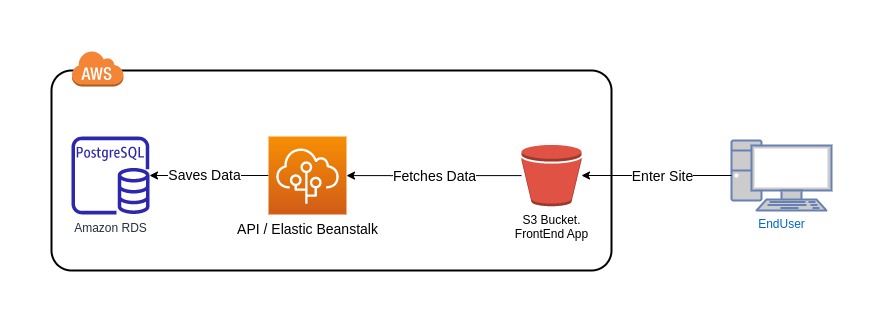 AWS
PostgreSQL
Saves Data
Fetches Data
Enter Site
Amazon RDS
API / Elastic Beanstalk
S3 Bucket.
FrontEnd App
EndUser